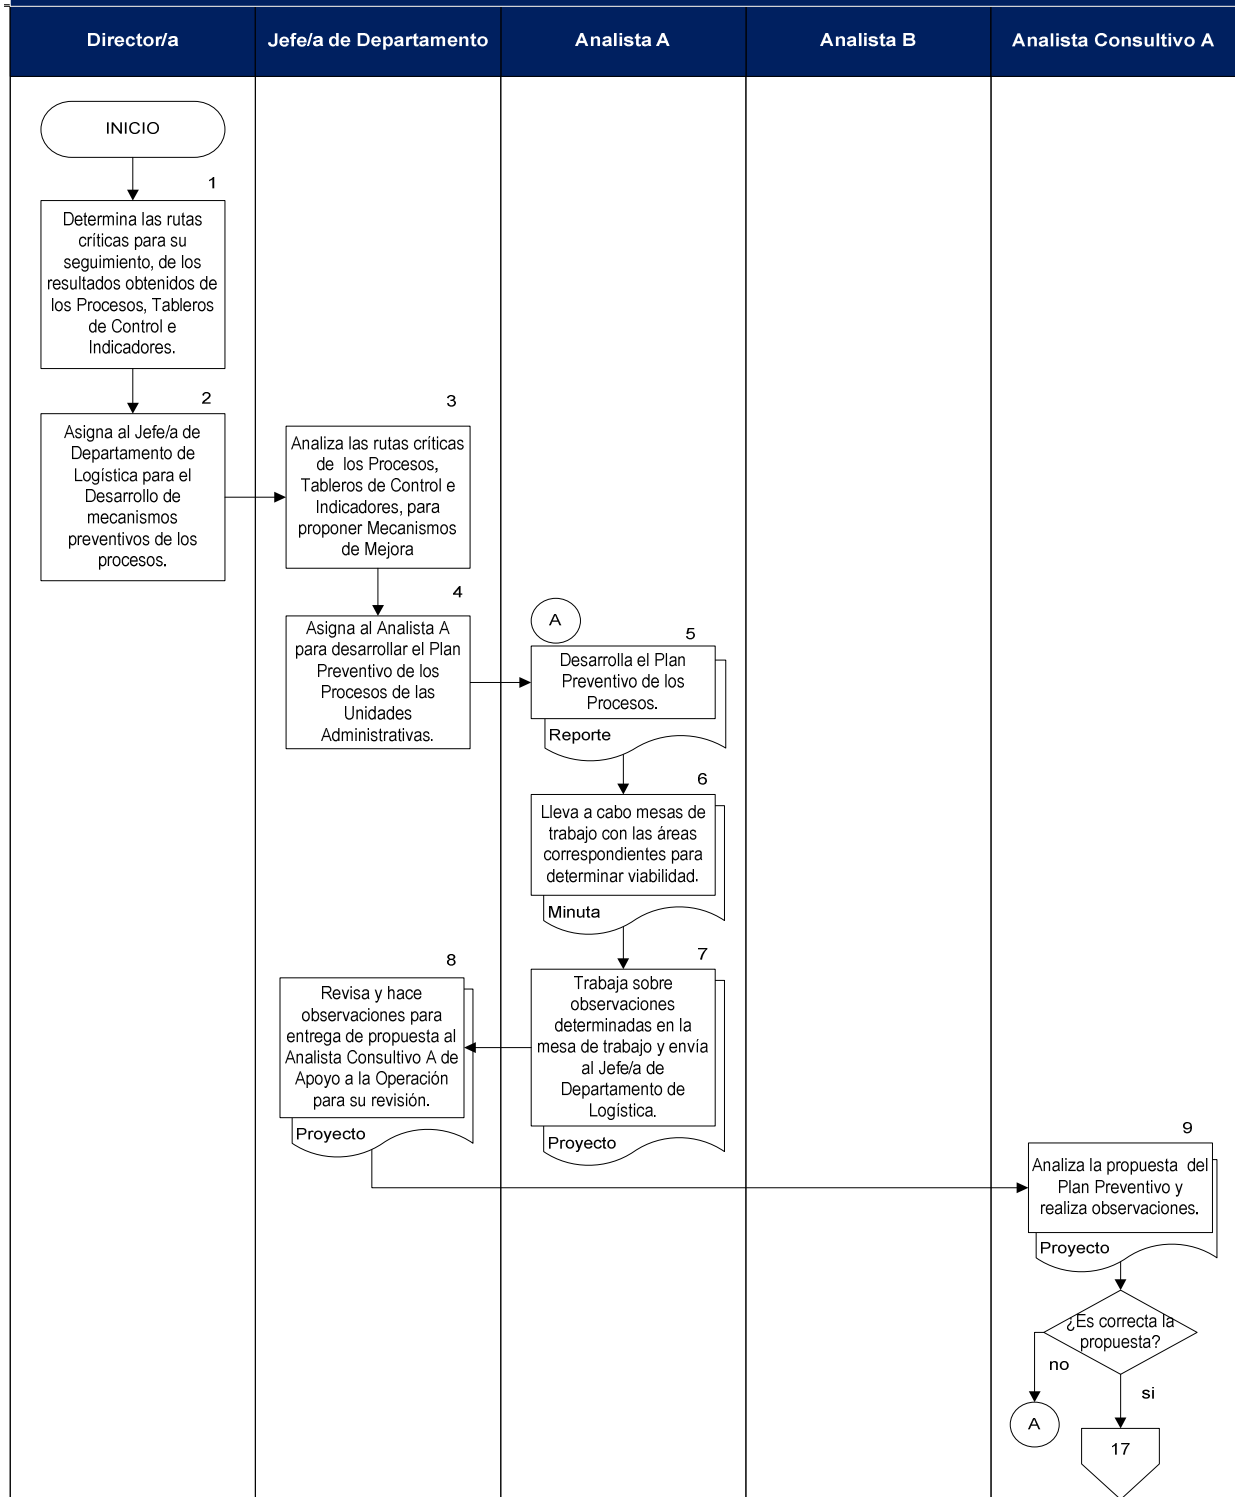 Director/a
Jefe/a de Departamento
Analista A
Analista B
Analista Consultivo A
INICIO
1
Determina las rutas
críticas para su
seguimiento, de los
resultados obtenidos de
los Procesos, Tableros
de Control e
Indicadores.
2
Asigna al Jefe/a de
Departamento de
Logística para el
Desarrollo de
mecanismos
preventivos de los
procesos.
3
Analiza las rutas críticas
de los Procesos,
Tableros de Control e
Indicadores, para
proponer Mecanismos
de Mejora
4
Asigna al Analista A
para desarrollar el Plan
Preventivo de los
Procesos de las
Unidades
Administrativas.
A
5
Desarrolla el Plan
Preventivo de los
Procesos.
Reporte
6
Lleva a cabo mesas de
trabajo con las áreas
correspondientes para
determinar viabilidad.
Minuta
7
Trabaja sobre
observaciones
determinadas en la
mesa de trabajo y envía
al Jefe/a de
Departamento de
Logística.
Proyecto
8
Revisa y hace
observaciones para
entrega de propuesta al
Analista Consultivo A de
Apoyo a la Operación
para su revisión.
Proyecto
9
Analiza la propuesta del
Plan Preventivo y
realiza observaciones.
Proyecto
¿Es correcta la
propuesta?
no
si
A
17